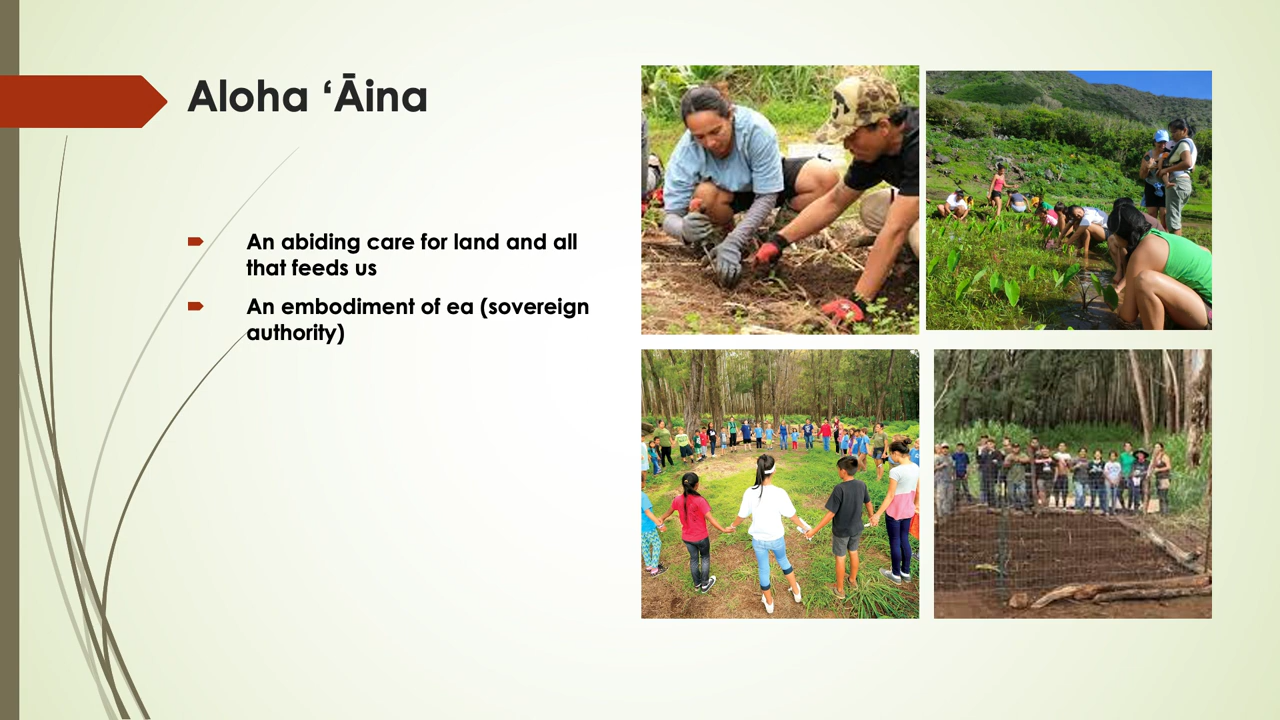 Aloha ʻĀina
An abiding care for land and all
that feeds us
An embodiment of ea (sovereign
authority)